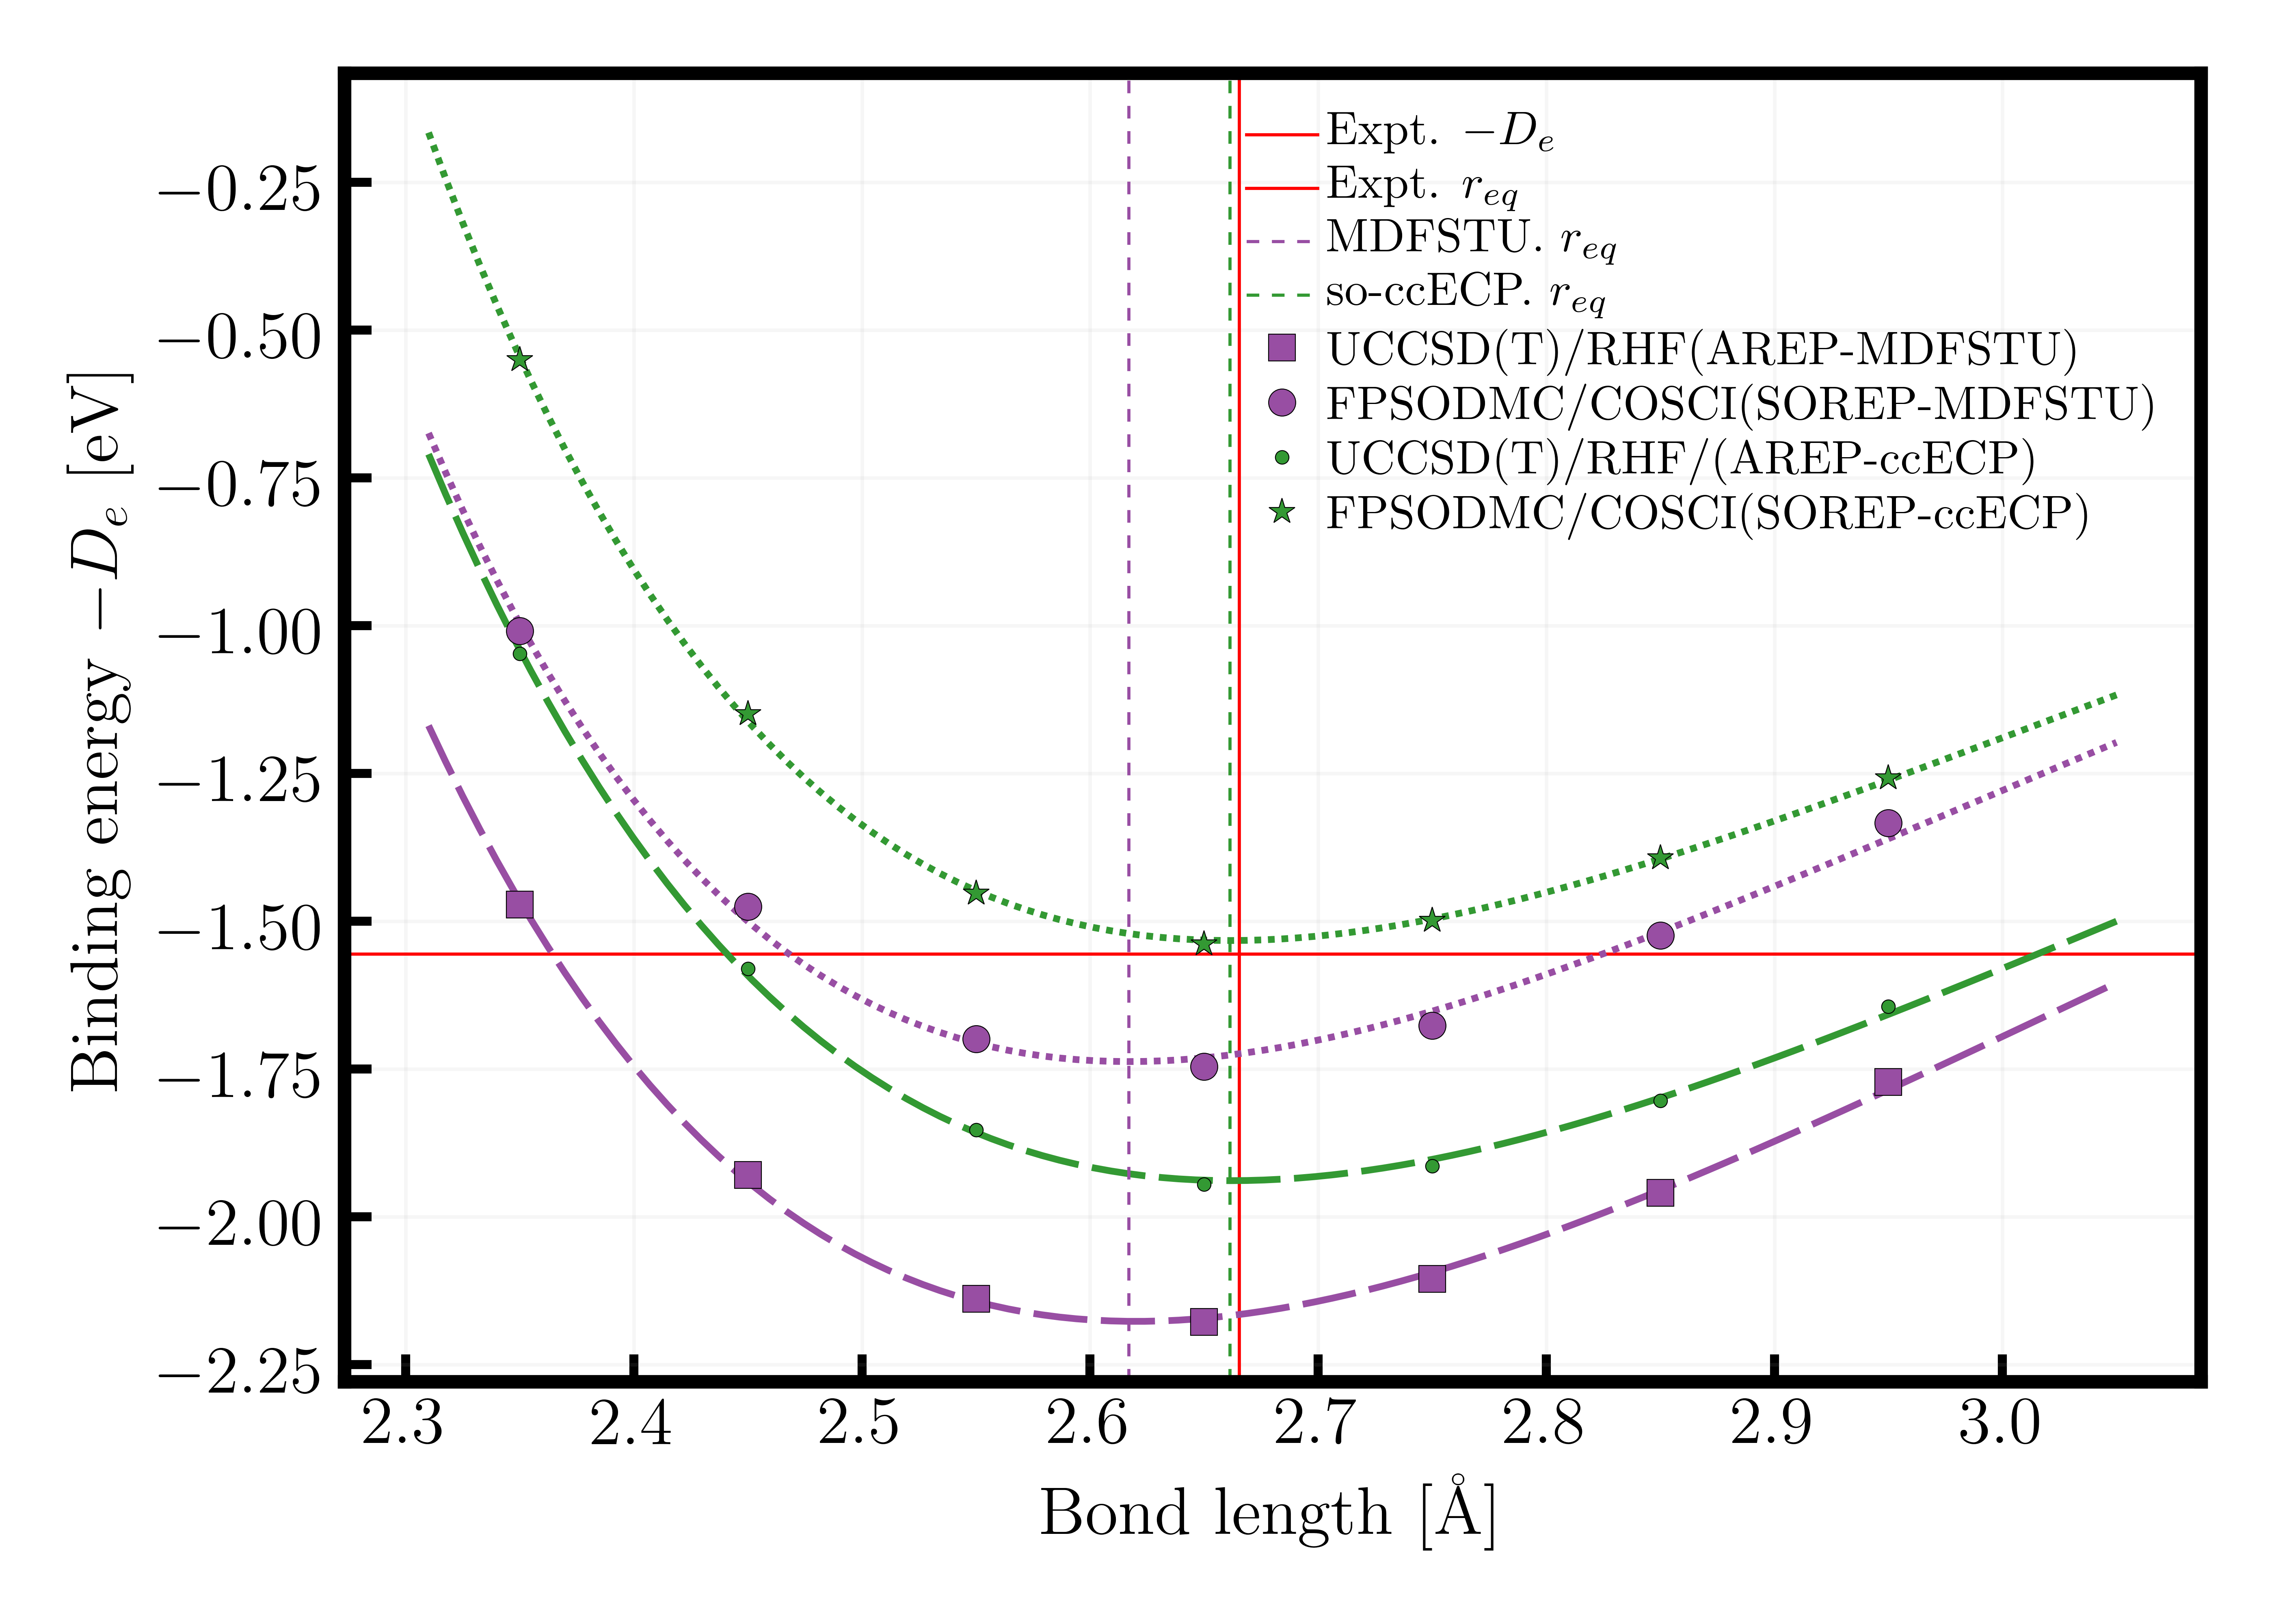 Binding energy −D_e [eV]
−0.25
−0.50
−0.75
−1.00
−1.25
−1.50
−1.75
−2.00
−2.25
Expt. −D_e
Expt. r_eq
MDFSTU. r_eq
so-ccECP. r_eq
UCCSD(T)/RHF(AREP-MDFSTU)
FPSODMC/COSCI(SOREP-MDFSTU)
UCCSD(T)/RHF/(AREP-ccECP)
FPSODMC/COSCI(SOREP-ccECP)
2.3 2.4 2.5 2.6 2.7 2.8 2.9 3.0
Bond length [Å]